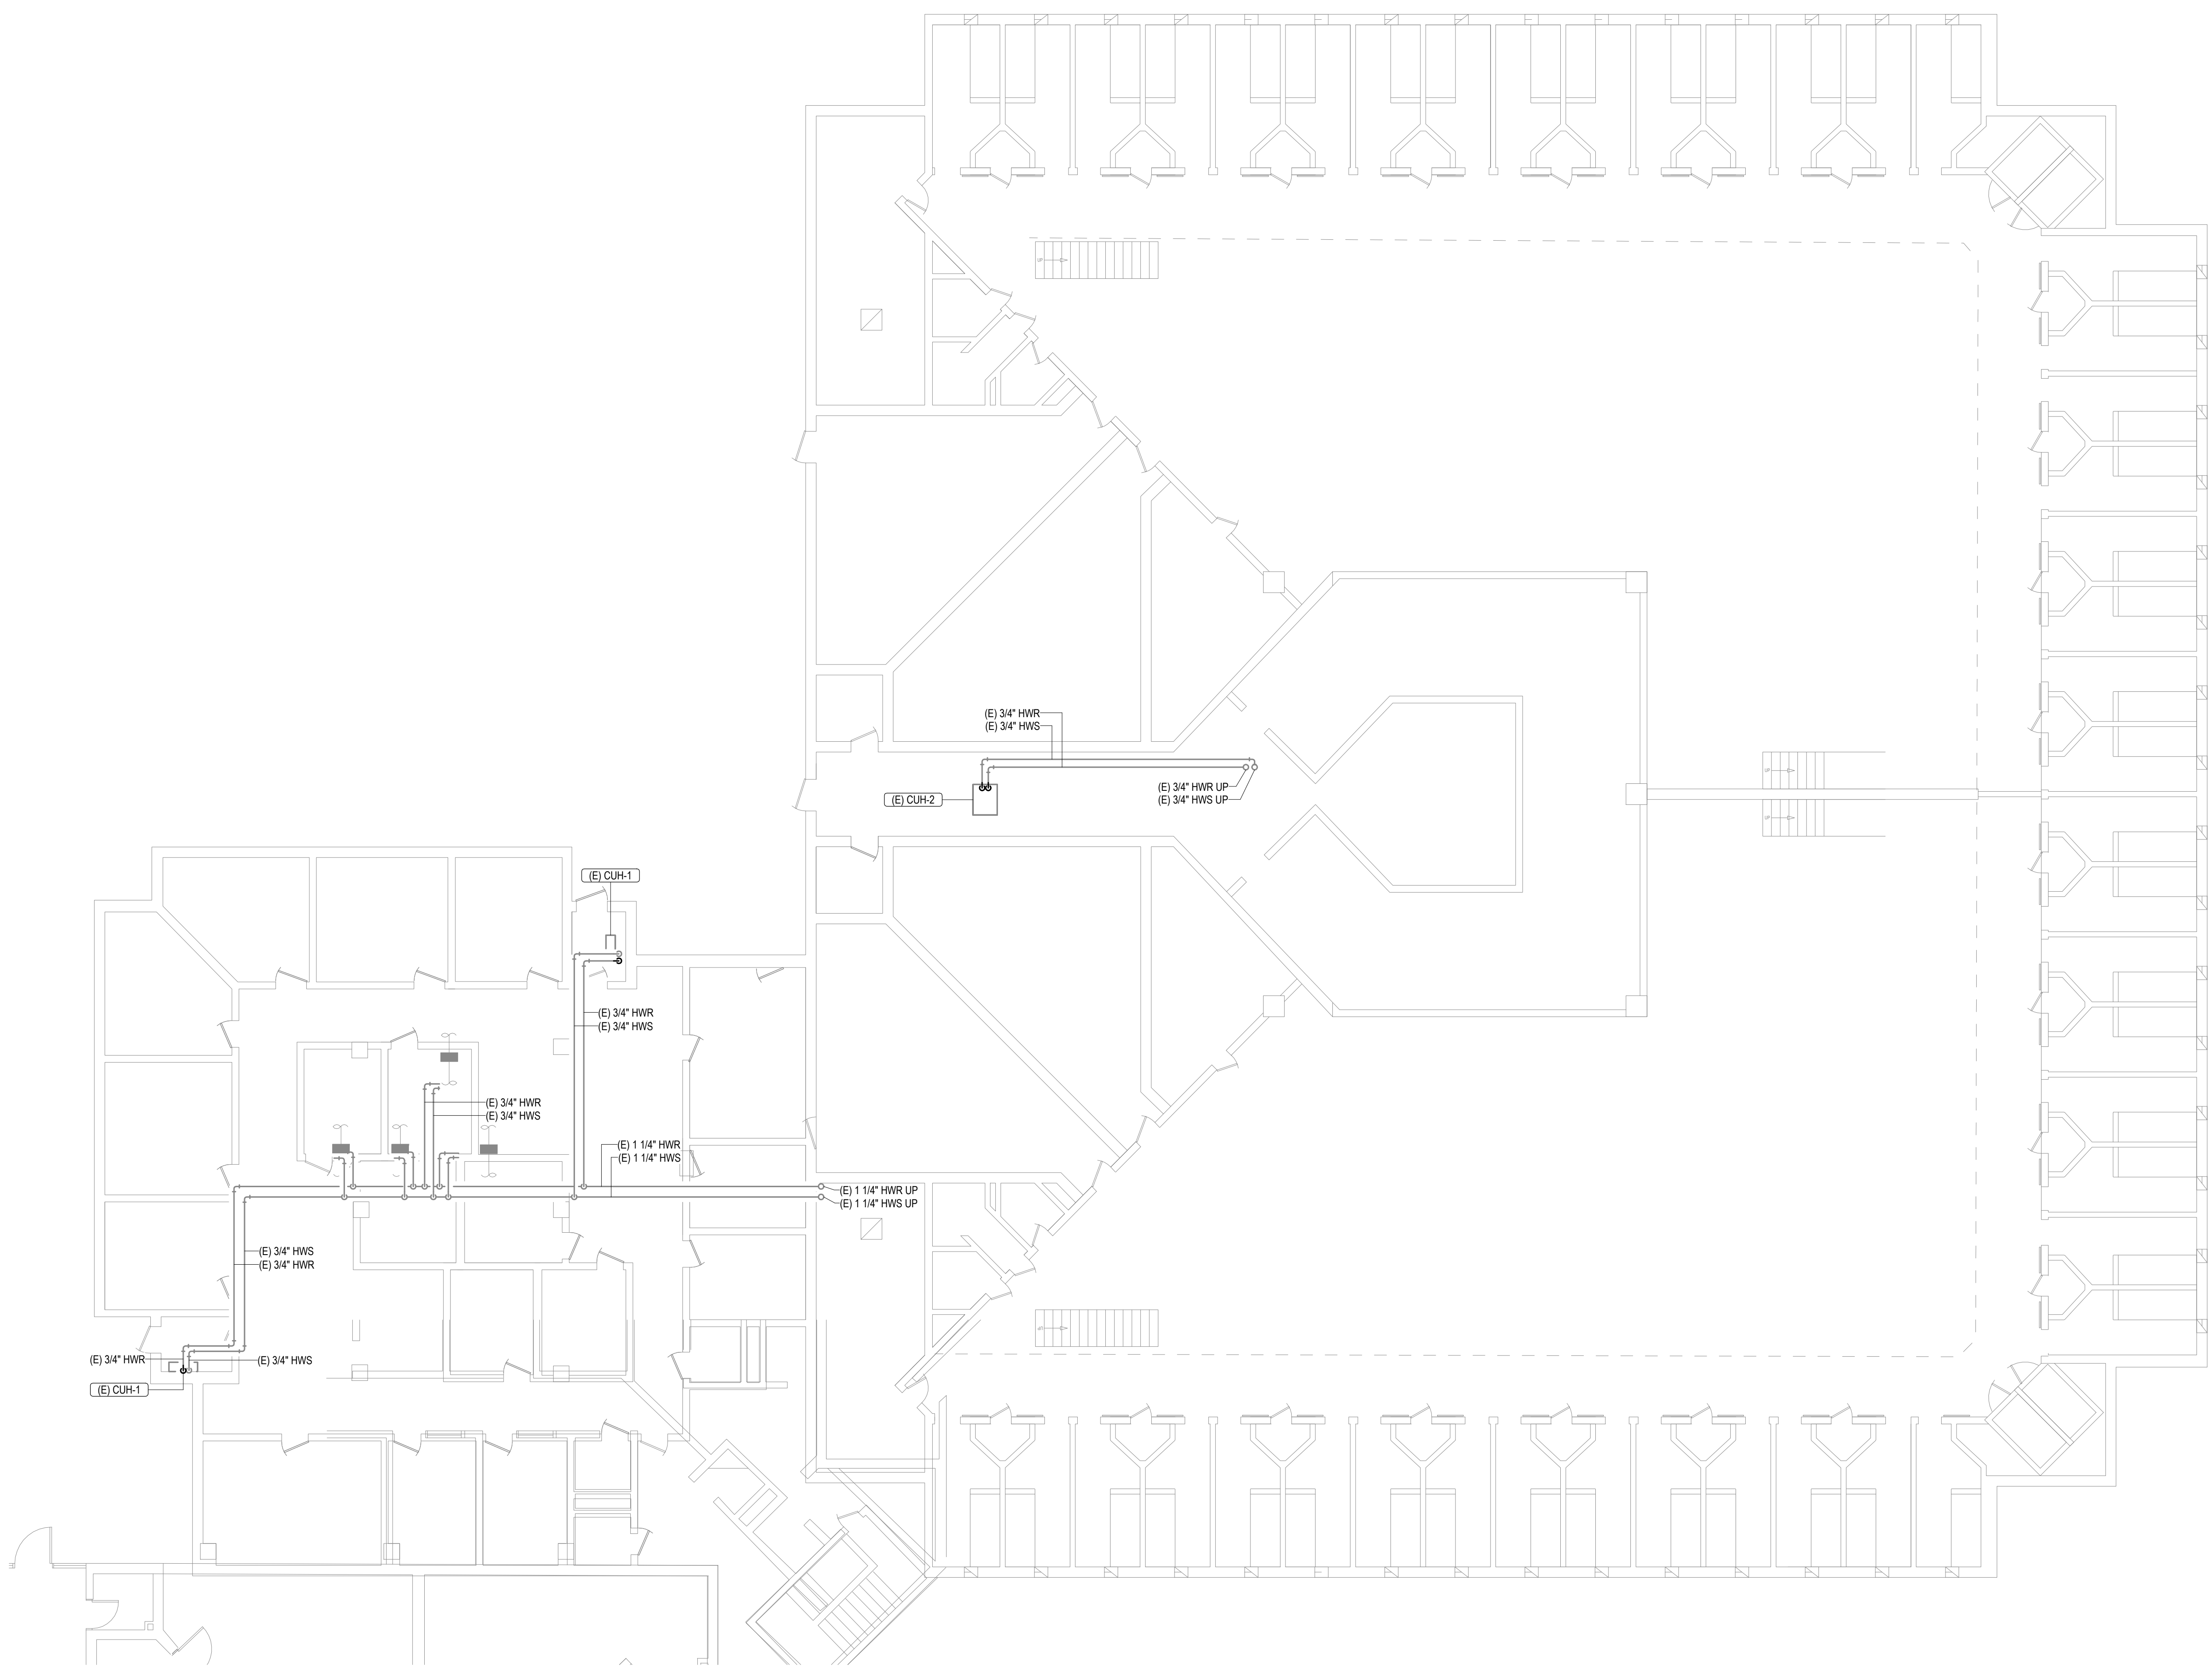 (E) 3/4" HWR
(E) 3/4" HWS
(E) 3/4" HWR UP
(E) 3/4" HWS UP
(E) CUH-2
(E) CUH-1
(E) 3/4" HWR
(E) 3/4" HWS
(E) 3/4" HWR
(E) 3/4" HWS
(E) 1 1/4" HWR
(E) 1 1/4" HWS
(E) 1 1/4" HWR UP
(E) 1 1/4" HWS UP
(E) 3/4" HWS
(E) 3/4" HWR
(E) 3/4" HWR
(E) 3/4" HWS
(E) CUH-1